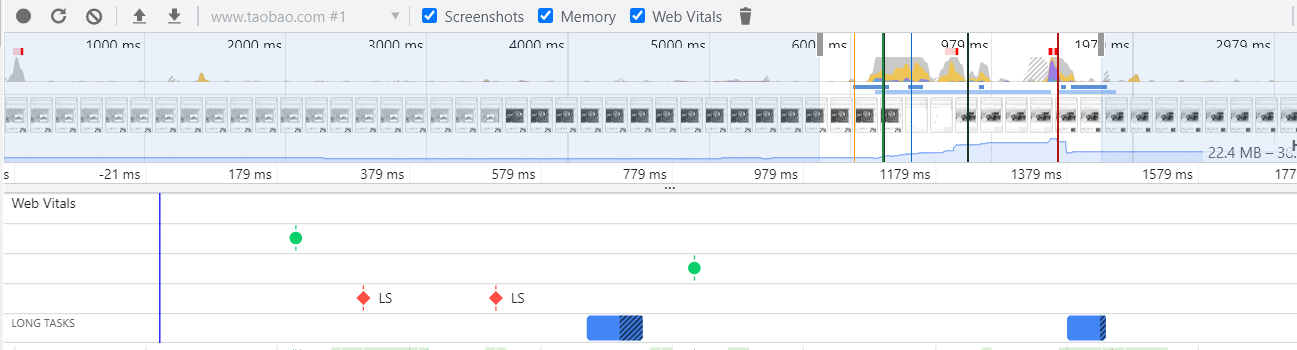 www.taobao.com #1 Screenshots Memory Web Vitals
1000 ms 2000 ms 3000 ms 4000 ms 5000 ms 600 ms 979 ms 197 ms 2979 ms
22.4 MB – 38.
s -21 ms 179 ms 379 ms 579 ms 779 ms 979 ms 1179 ms 1379 ms 1579 ms 177
Web Vitals
LS LS
LONG TASKS